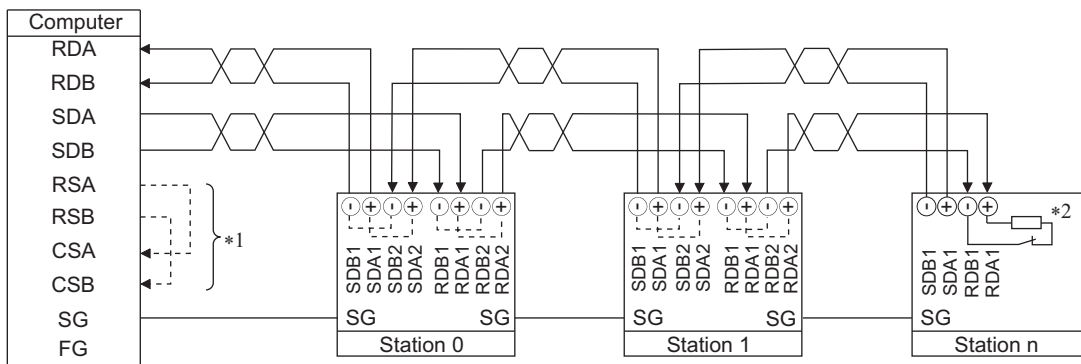 Computer
RDA
RDB
SDA
SDB
RSA
RSB
CSA
CSB
SG
FG
*1
- + - + - + - +
SDB1
SDA1
SDB2
SDA2
RDB1
RDA1
RDB2
RDA2
SG SG
Station 0
- + - + - + - +
SDB1
SDA1
SDB2
SDA2
RDB1
RDA1
RDB2
RDA2
SG SG
Station 1
- + - +
*2
SDB1
SDA1
RDB1
RDA1
SG
Station n